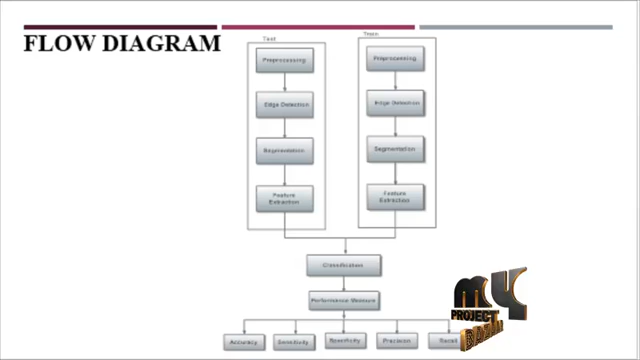 FLOW DIAGRAM
Test
Train
Preprocessing
Preprocessing
Edge Detection
Edge Detection
Segmentation
Segmentation
Feature
Extraction
Feature
Extraction
Classification
Performance Measure
Accuracy
Sensitivity
Specificity
Precision
Recall
MY
PROJECT